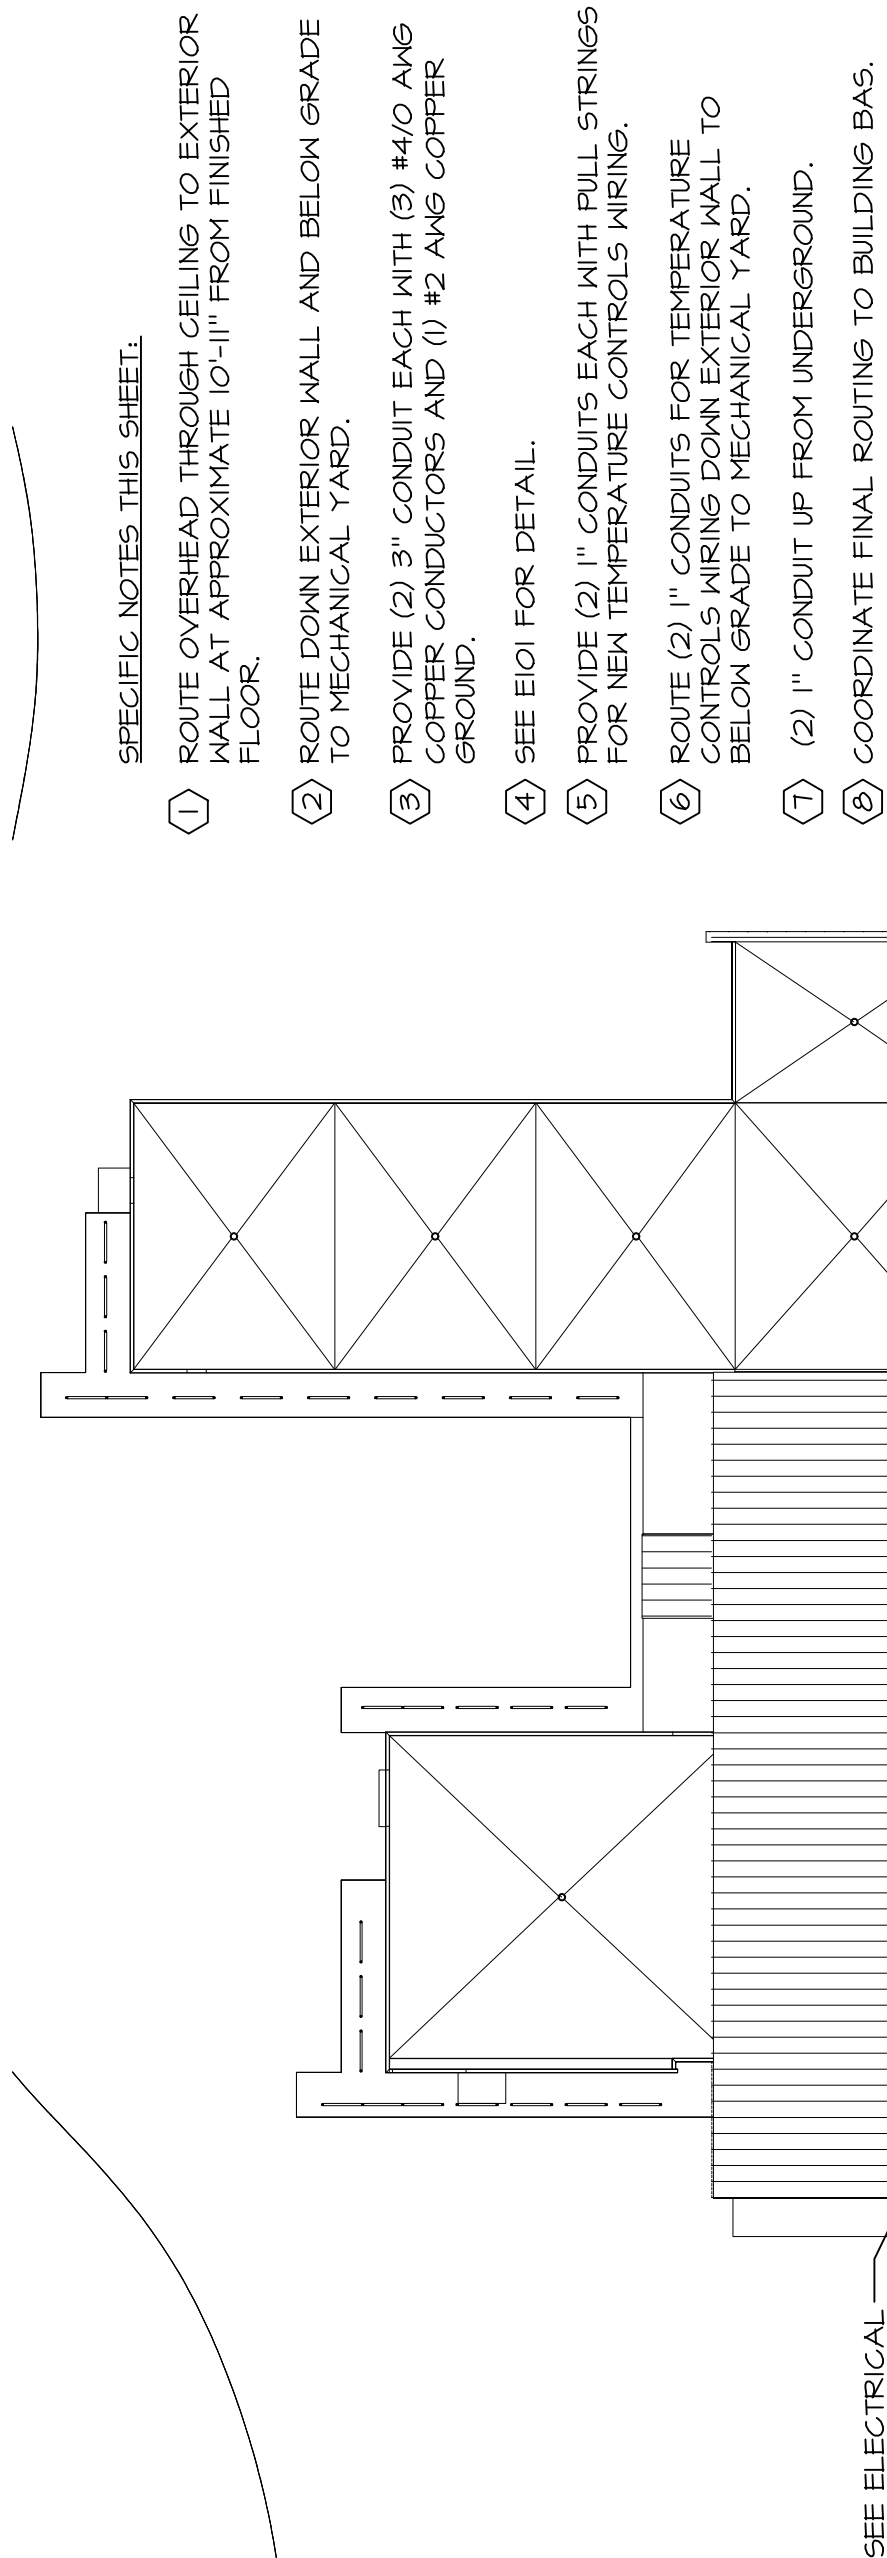 SPECIFIC NOTES THIS SHEET:
1 ROUTE OVERHEAD THROUGH CEILING TO EXTERIOR
WALL AT APPROXIMATE 10'-11" FROM FINISHED
FLOOR.
2 ROUTE DOWN EXTERIOR WALL AND BELOW GRADE
TO MECHANICAL YARD.
3 PROVIDE (2) 3" CONDUIT EACH WITH (3) #4/0 AWG
COPPER CONDUCTORS AND (1) #2 AWG COPPER
GROUND.
4 SEE E101 FOR DETAIL.
5 PROVIDE (2) 1" CONDUITS EACH WITH PULL STRINGS
FOR NEW TEMPERATURE CONTROLS WIRING.
6 ROUTE (2) 1" CONDUITS FOR TEMPERATURE
CONTROLS WIRING DOWN EXTERIOR WALL TO
BELOW GRADE TO MECHANICAL YARD.
7 (2) 1" CONDUIT UP FROM UNDERGROUND.
8 COORDINATE FINAL ROUTING TO BUILDING BAS.
SEE ELECTRICAL